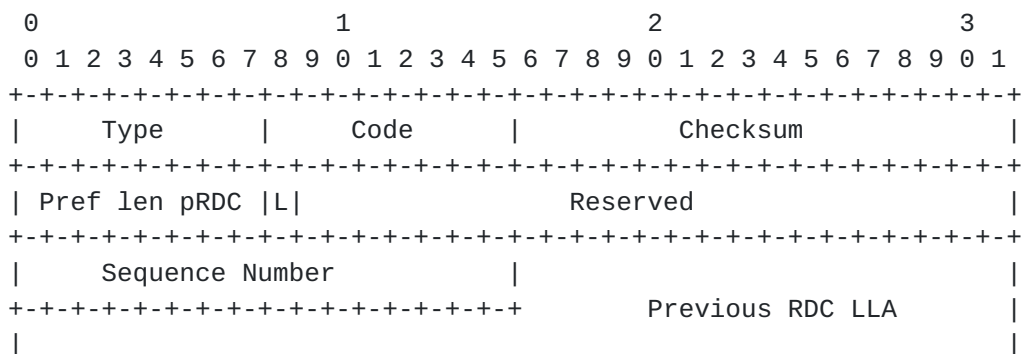 0                   1                   2                   3
 0 1 2 3 4 5 6 7 8 9 0 1 2 3 4 5 6 7 8 9 0 1 2 3 4 5 6 7 8 9 0 1
+-+-+-+-+-+-+-+-+-+-+-+-+-+-+-+-+-+-+-+-+-+-+-+-+-+-+-+-+-+-+-+-+
|     Type      |     Code      |          Checksum             |
+-+-+-+-+-+-+-+-+-+-+-+-+-+-+-+-+-+-+-+-+-+-+-+-+-+-+-+-+-+-+-+-+
| Pref len pRDC |L|                 Reserved                    |
+-+-+-+-+-+-+-+-+-+-+-+-+-+-+-+-+-+-+-+-+-+-+-+-+-+-+-+-+-+-+-+-+
|     Sequence Number           |                               |
+-+-+-+-+-+-+-+-+-+-+-+-+-+-+-+-+        Previous RDC LLA       |
|                                                               |